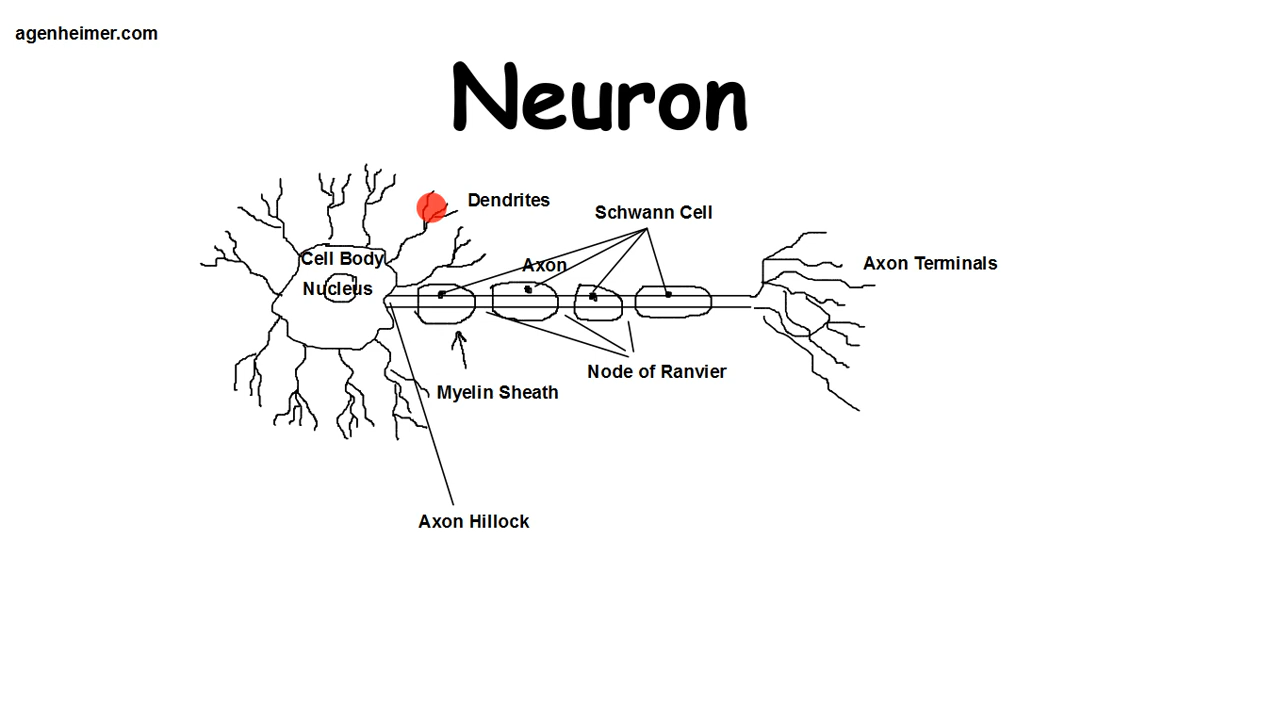 agenheimer.com
Neuron
Dendrites
Schwann Cell
Cell Body
Axon
Axon Terminals
Nucleus
Node of Ranvier
Myelin Sheath
Axon Hillock